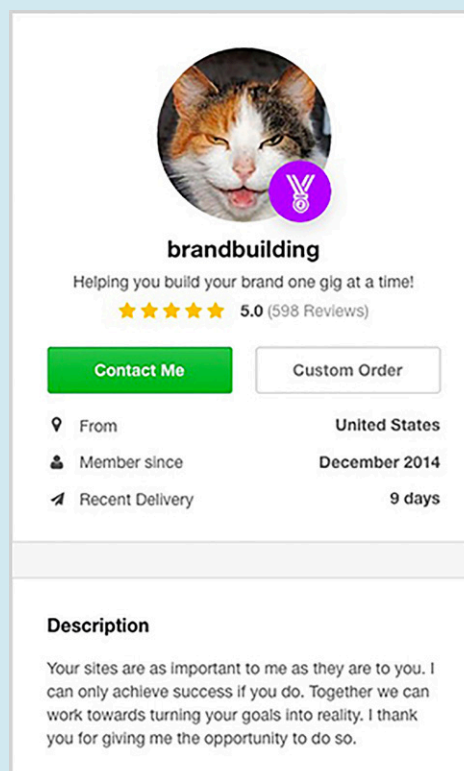 brandbuilding
Helping you build your brand one gig at a time!
5.0 (598 Reviews)
Contact Me
Custom Order
From
United States
Member since
December 2014
Recent Delivery
9 days
Description
Your sites are as important to me as they are to you. I
can only achieve success if you do. Together we can
work towards turning your goals into reality. I thank
you for giving me the opportunity to do so.